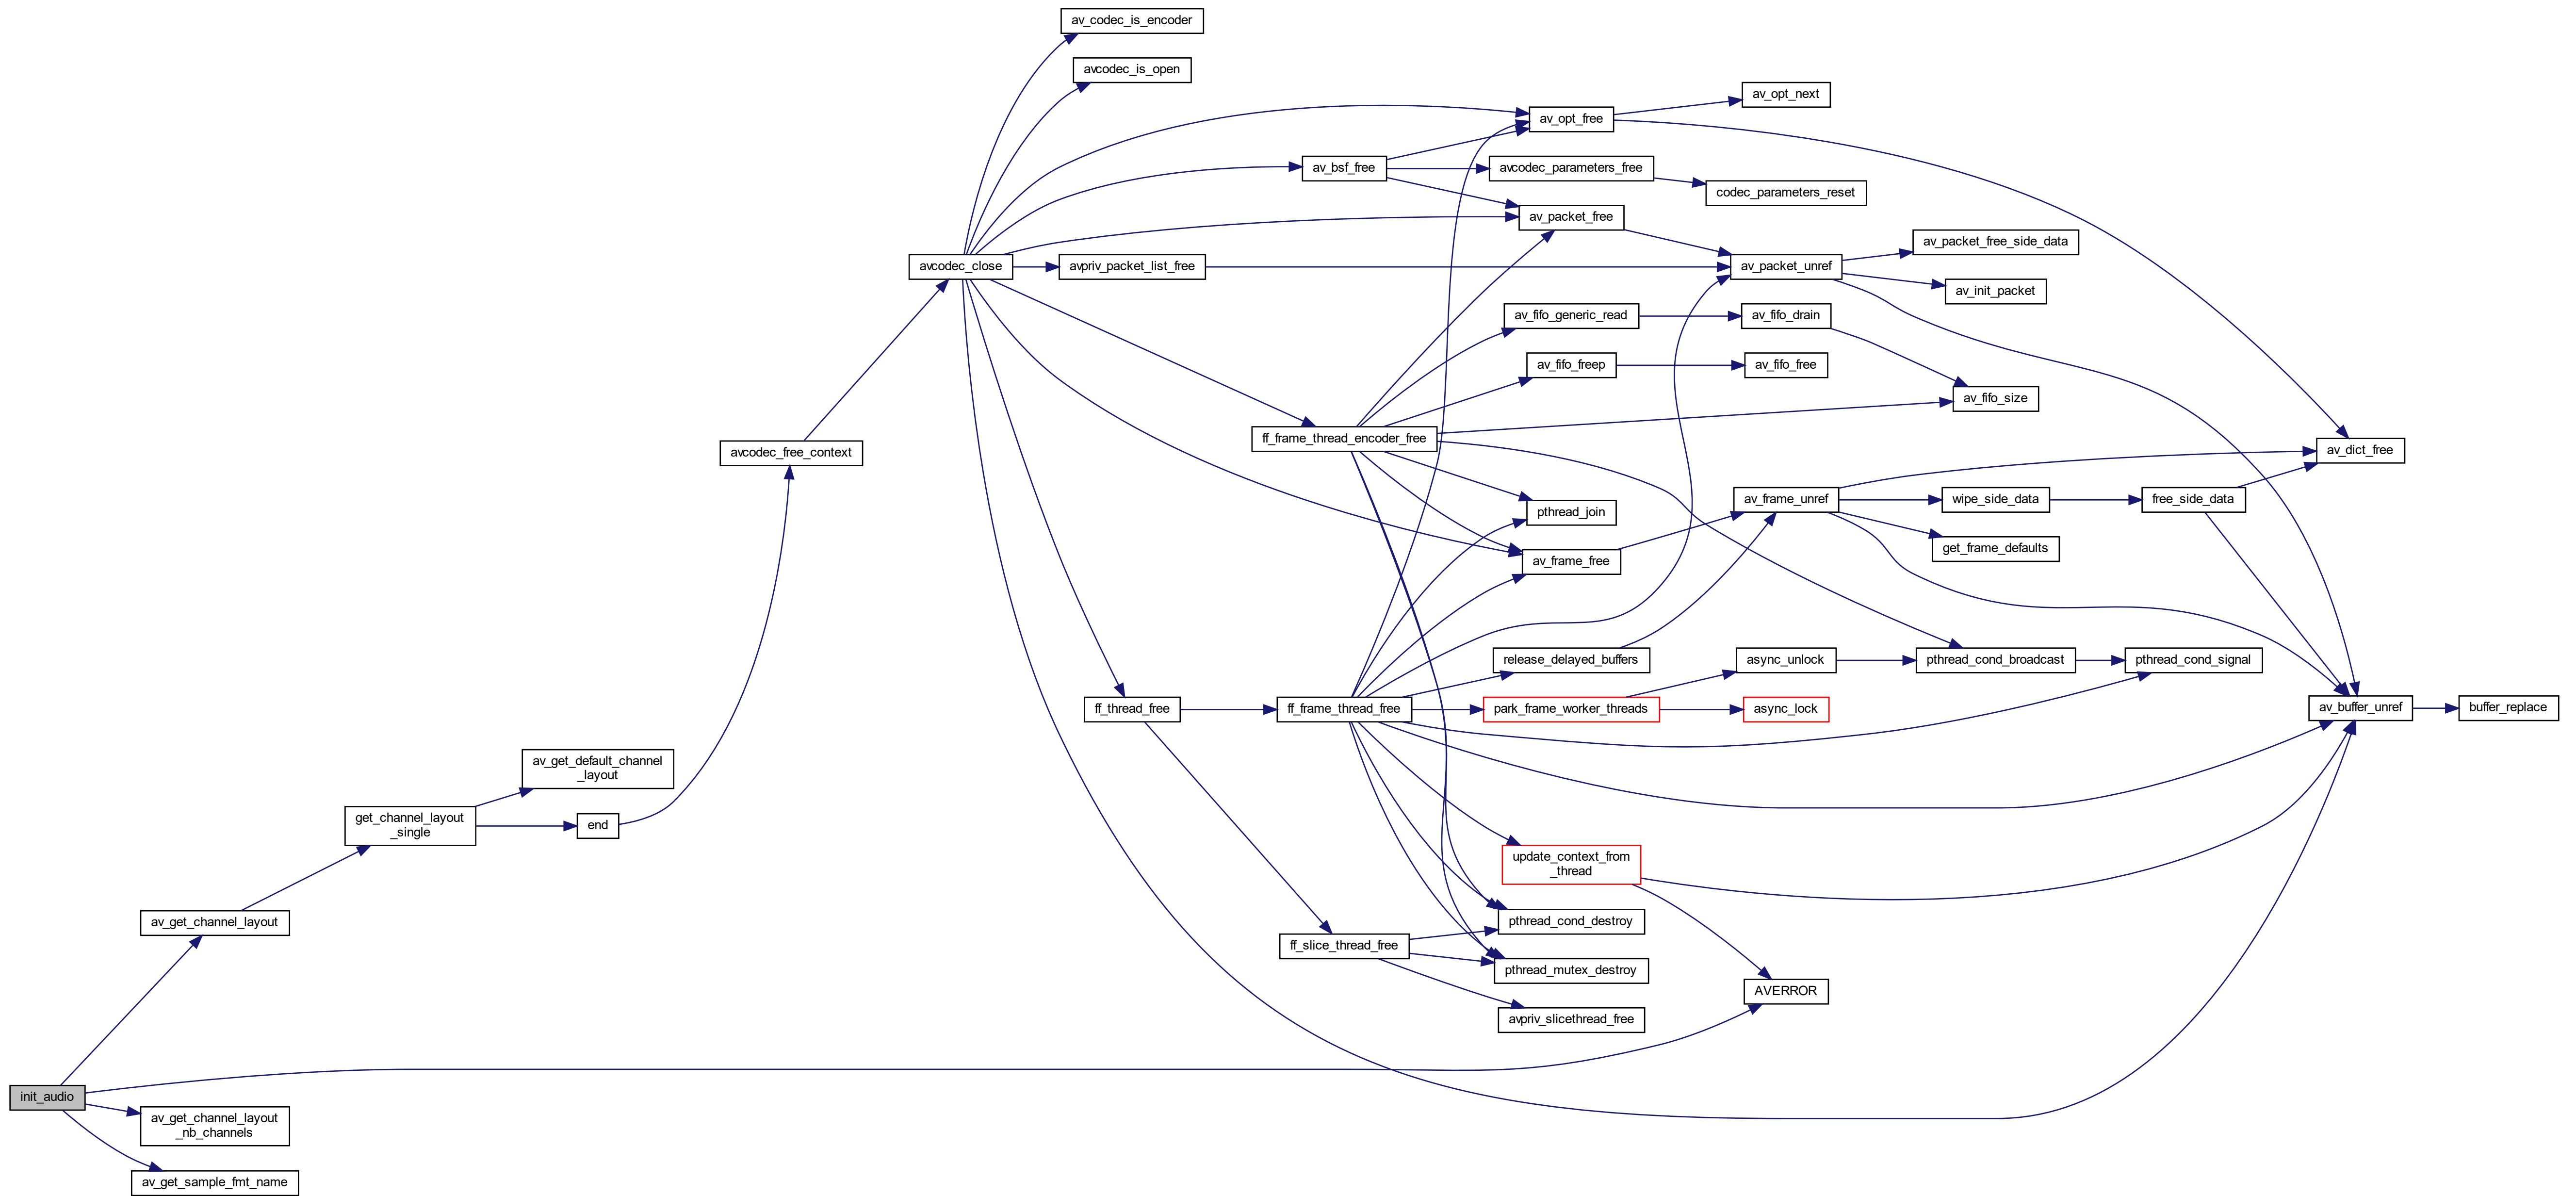 av_codec_is_encoder
avcodec_is_open
av_opt_next
av_opt_free
av_bsf_free
avcodec_parameters_free
codec_parameters_reset
av_packet_free
av_packet_free_side_data
avcodec_close
avpriv_packet_list_free
av_packet_unref
av_init_packet
av_fifo_generic_read
av_fifo_drain
av_fifo_freep
av_fifo_free
av_fifo_size
ff_frame_thread_encoder_free
avcodec_free_context
av_dict_free
av_frame_unref
wipe_side_data
free_side_data
pthread_join
get_frame_defaults
av_frame_free
release_delayed_buffers
async_unlock
pthread_cond_broadcast
pthread_cond_signal
ff_thread_free
ff_frame_thread_free
park_frame_worker_threads
async_lock
av_buffer_unref
buffer_replace
av_get_default_channel
_layout
get_channel_layout
_single
end
update_context_from
_thread
av_get_channel_layout
pthread_cond_destroy
ff_slice_thread_free
pthread_mutex_destroy
AVERROR
avpriv_slicethread_free
init_audio
av_get_channel_layout
_nb_channels
av_get_sample_fmt_name